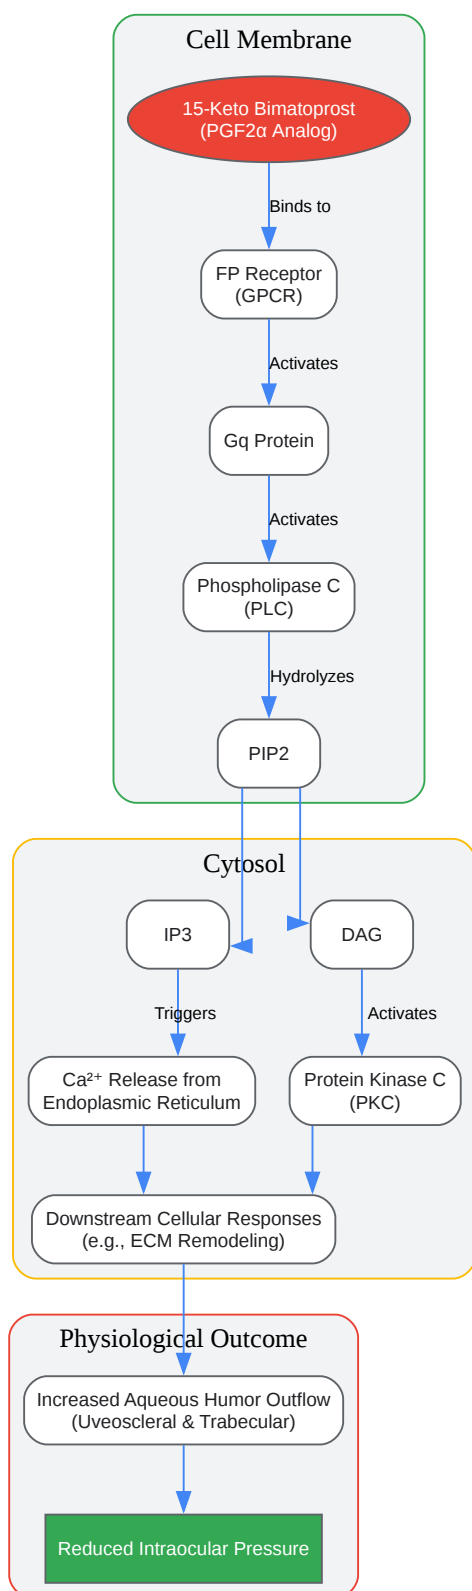 Cell Membrane
15-Keto Bimatoprost
(PGF2α Analog)
Binds to
FP Receptor
(GPCR)
Activates
Gq Protein
Activates
Phospholipase C
(PLC)
Hydrolyzes
PIP2
Cytosol
IP3
DAG
Triggers
Activates
Ca²⁺ Release from
Endoplasmic Reticulum
Protein Kinase C
(PKC)
Downstream Cellular Responses
(e.g., ECM Remodeling)
Physiological Outcome
Increased Aqueous Humor Outflow
(Uveoscleral & Trabecular)
Reduced Intraocular Pressure